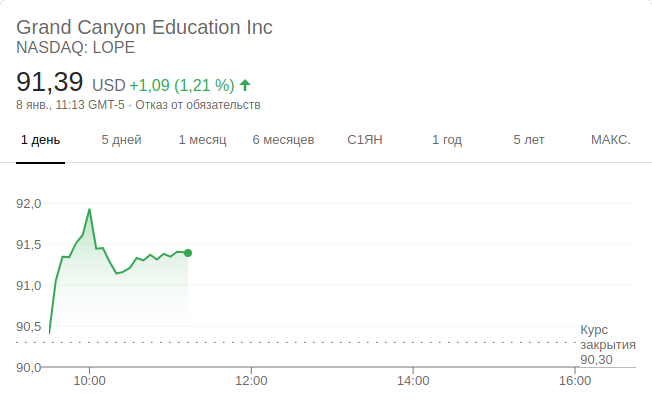 Grand Canyon Education Inc
NASDAQ: LOPE
91,39 USD +1,09 (1,21 %)
8 янв., 11:13 GMT-5 · Отказ от обязательств
1 день 5 дней 1 месяц 6 месяцев С1ЯН 1 год 5 лет МАКС.
92,0
91,5
91,0
90,5
Курс
закрытия
90,30
90,0
10:00 12:00 14:00 16:00